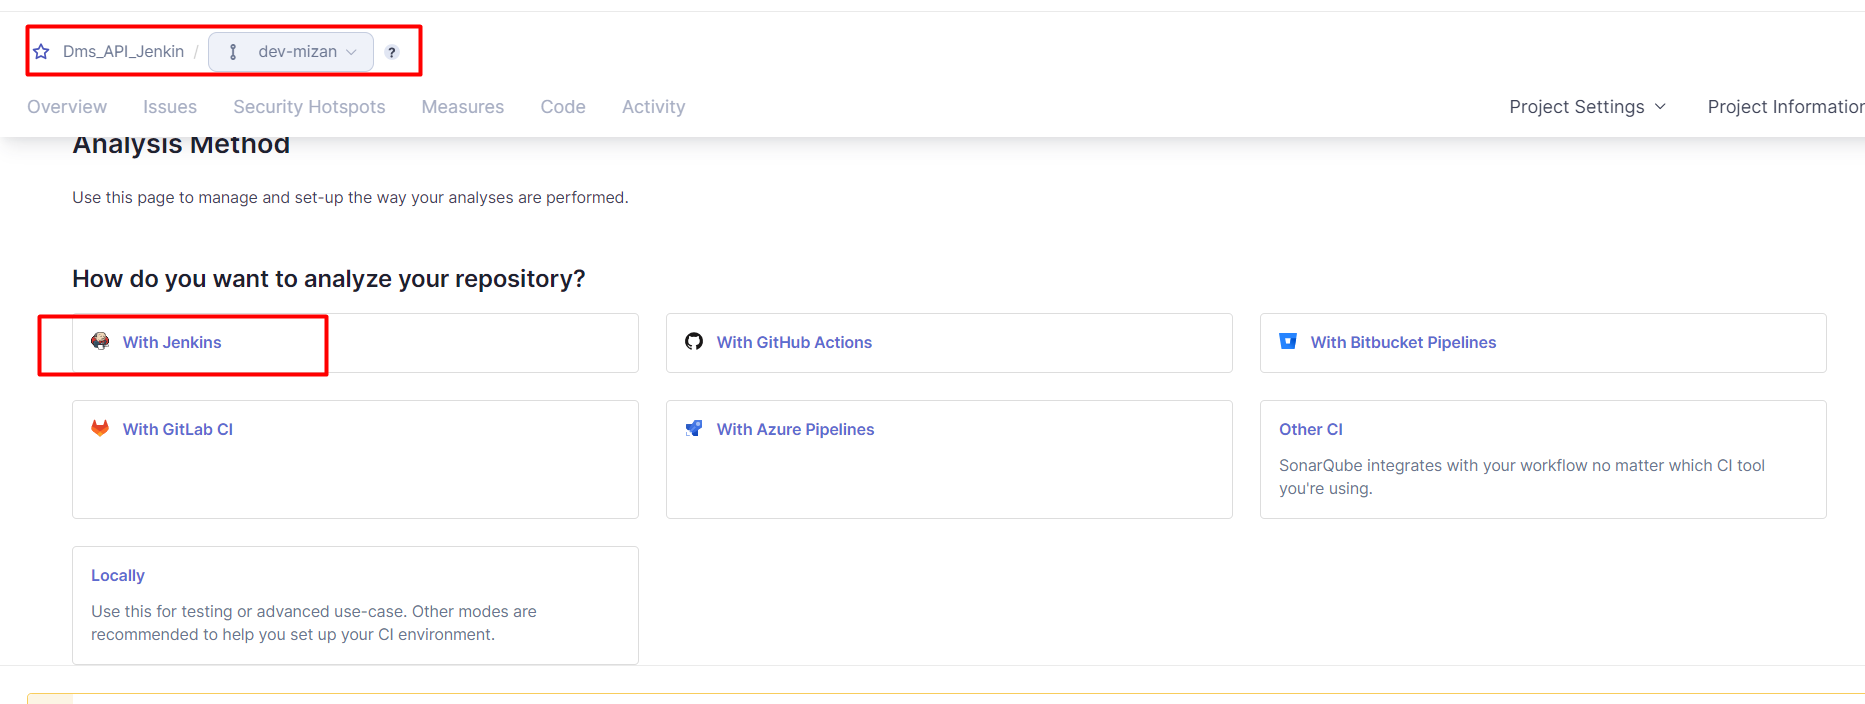 Dms_API_Jenkin / dev-mizan ?
Overview Issues Security Hotspots Measures Code Activity Project Settings Project Information
Analysis Method
Use this page to manage and set-up the way your analyses are performed.
How do you want to analyze your repository?
With Jenkins
With GitHub Actions
With Bitbucket Pipelines
With GitLab CI
With Azure Pipelines
Other CI
SonarQube integrates with your workflow no matter which CI tool
you're using.
Locally
Use this for testing or advanced use-case. Other modes are
recommended to help you set up your CI environment.